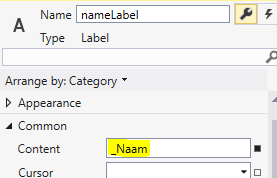 A
Name nameLabel
Type Label
Arrange by: Category
Appearance
Common
Content _Naam
Cursor